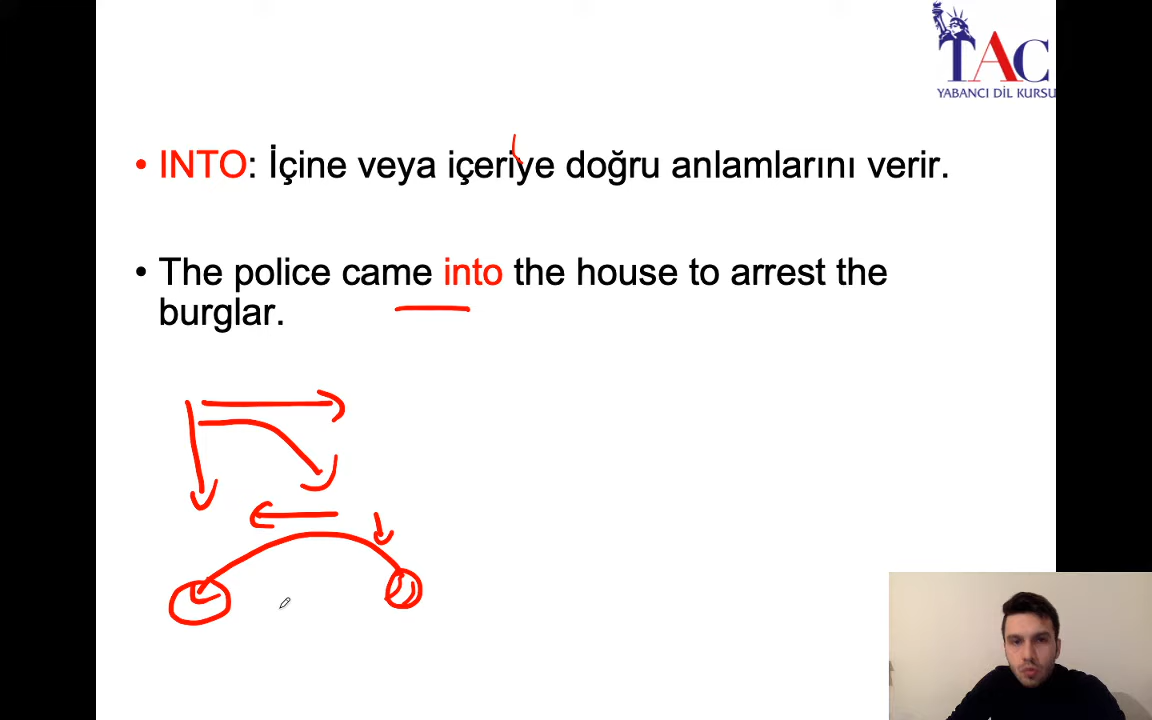 TAC
YABANCI DİL KURSU
• INTO: İçine veya içeriye doğru anlamlarını verir.
• The police came into the house to arrest the
burglar.